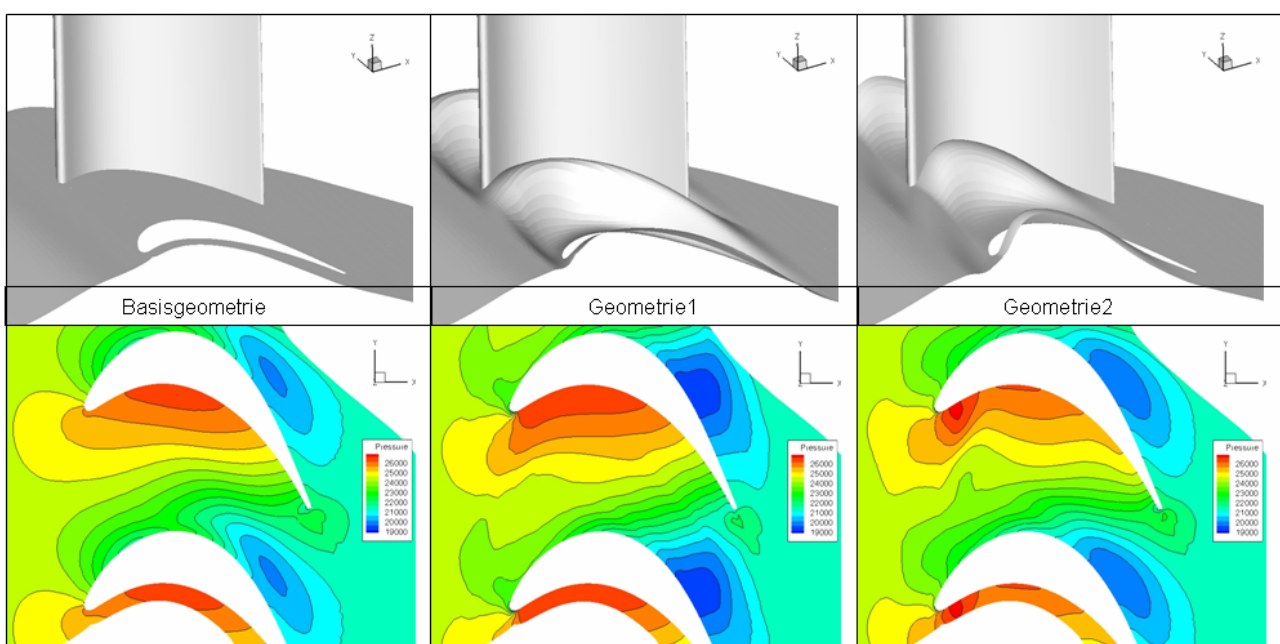 Z
Y
X
Z
Y
X
Z
Y
X
Basisgeometrie
Geometrie1
Geometrie2
Y
Z
X
Y
Z
X
Y
Z
X
Pressure
26000
25000
24000
23000
22000
21000
20000
19000
Pressure
26000
25000
24000
23000
22000
21000
20000
19000
Pressure
26000
25000
24000
23000
22000
21000
20000
19000